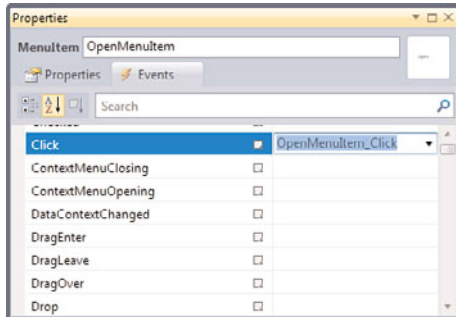 Properties
MenuItem OpenMenuItem
Properties Events
Search
Click OpenMenuItem_Click
ContextMenuClosing
ContextMenuOpening
DataContextChanged
DragEnter
DragLeave
DragOver
Drop